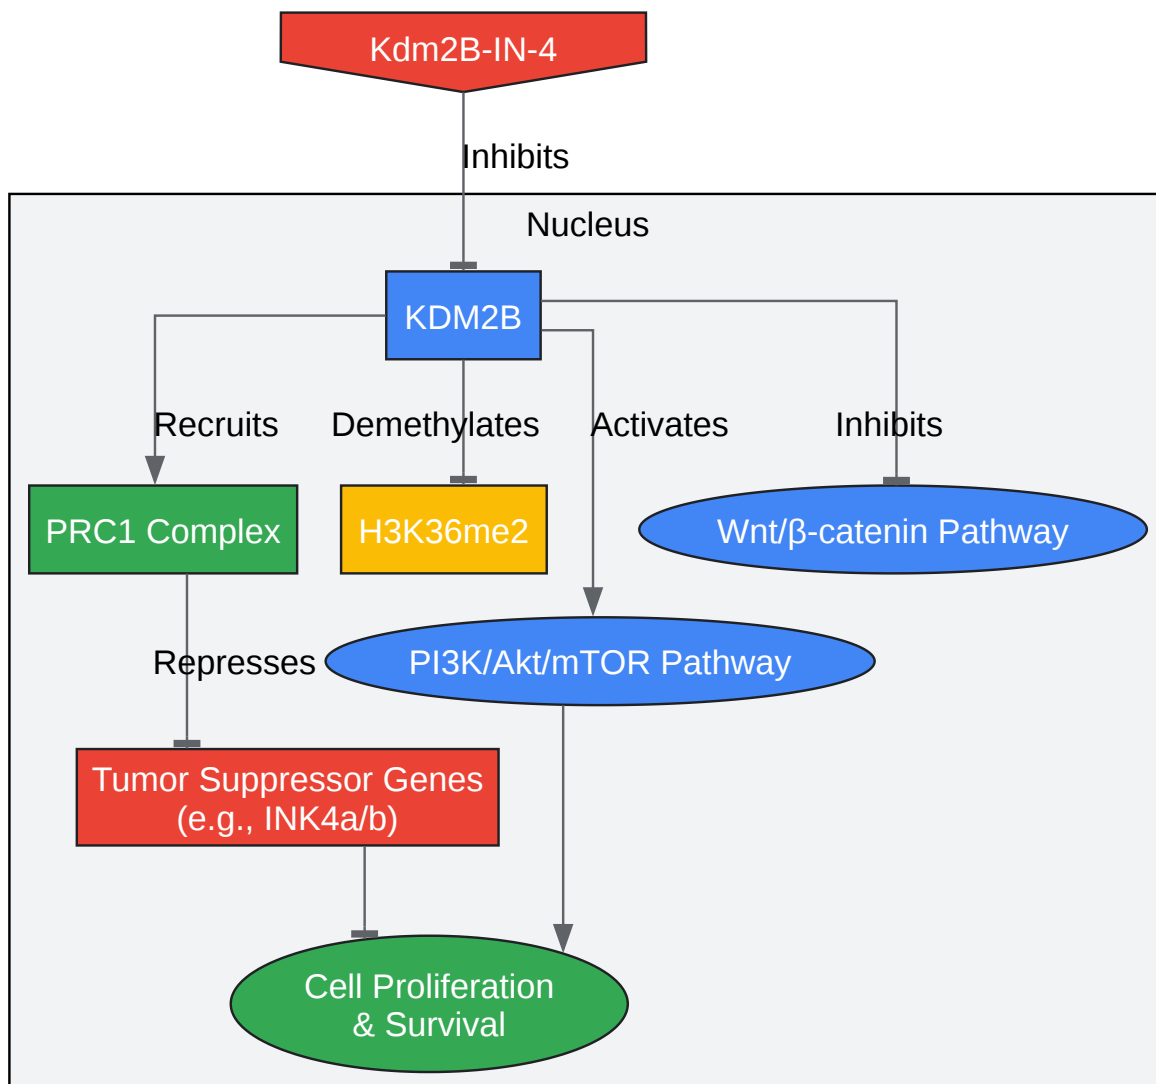 Kdm2B-IN-4
Inhibits
Nucleus
KDM2B
Recruits
Demethylates
Activates
Inhibits
PRC1 Complex
H3K36me2
Wnt/β-catenin Pathway
Represses
PI3K/Akt/mTOR Pathway
Tumor Suppressor Genes
(e.g., INK4a/b)
Cell Proliferation
& Survival